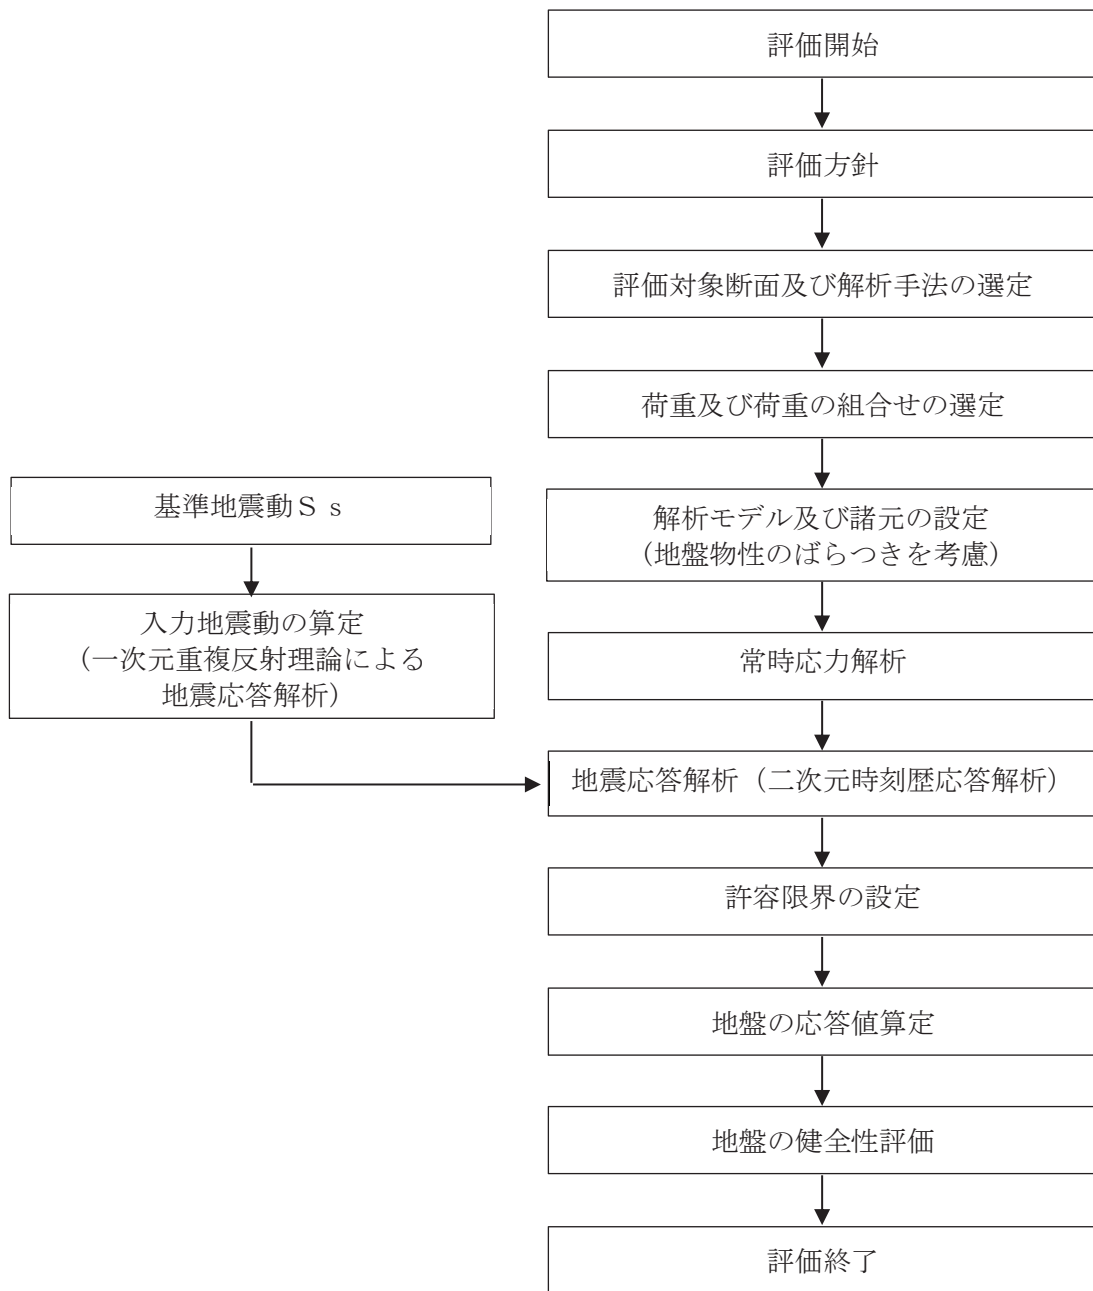 評価開始
評価方針
評価対象断面及び解析手法の選定
荷重及び荷重の組合せの選定
基準地震動Ｓｓ
解析モデル及び諸元の設定
（地盤物性のばらつきを考慮）
入力地震動の算定
（一次元重複反射理論による
地震応答解析）
常時応力解析
地震応答解析（二次元時刻歴応答解析）
許容限界の設定
地盤の応答値算定
地盤の健全性評価
評価終了